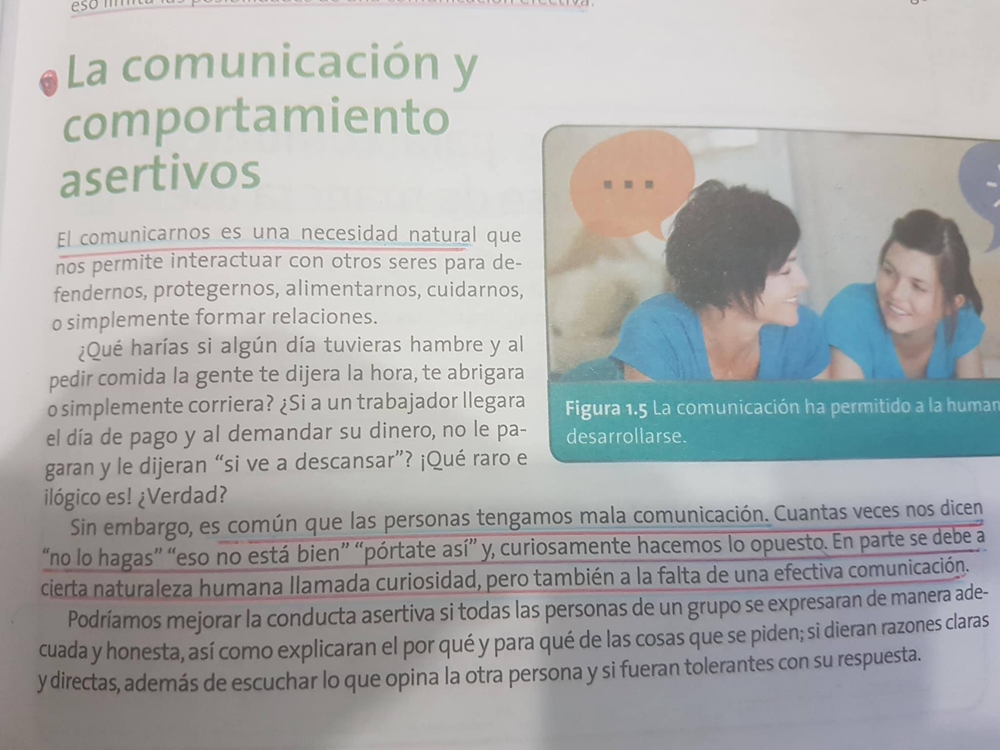 La comunicación y
comportamiento
asertivos
El comunicarnos es una necesidad natural que
nos permite interactuar con otros seres para de-
fendernos, protegernos, alimentarnos, cuidarnos,
o simplemente formar relaciones.
¿Qué harías si algún día tuvieras hambre y al
pedir comida la gente te dijera la hora, te abrigara
o simplemente corriera? ¿Si a un trabajador llegara
el día de pago y al demandar su dinero, no le pa-
garan y le dijeran “si ve a descansar”? ¡Qué raro e
ilógico es! ¿Verdad?
Figura 1.5 La comunicación ha permitido a la human
desarrollarse.
Sin embargo, es común que las personas tengamos mala comunicación. Cuantas veces nos dicen
“no lo hagas” “eso no está bien” “pórtate así” y, curiosamente hacemos lo opuesto. En parte se debe a
cierta naturaleza humana llamada curiosidad, pero también a la falta de una efectiva comunicación.
Podríamos mejorar la conducta asertiva si todas las personas de un grupo se expresaran de manera ade-
cuada y honesta, así como explicaran el por qué y para qué de las cosas que se piden; si dieran razones claras
y directas, además de escuchar lo que opina la otra persona y si fueran tolerantes con su respuesta.